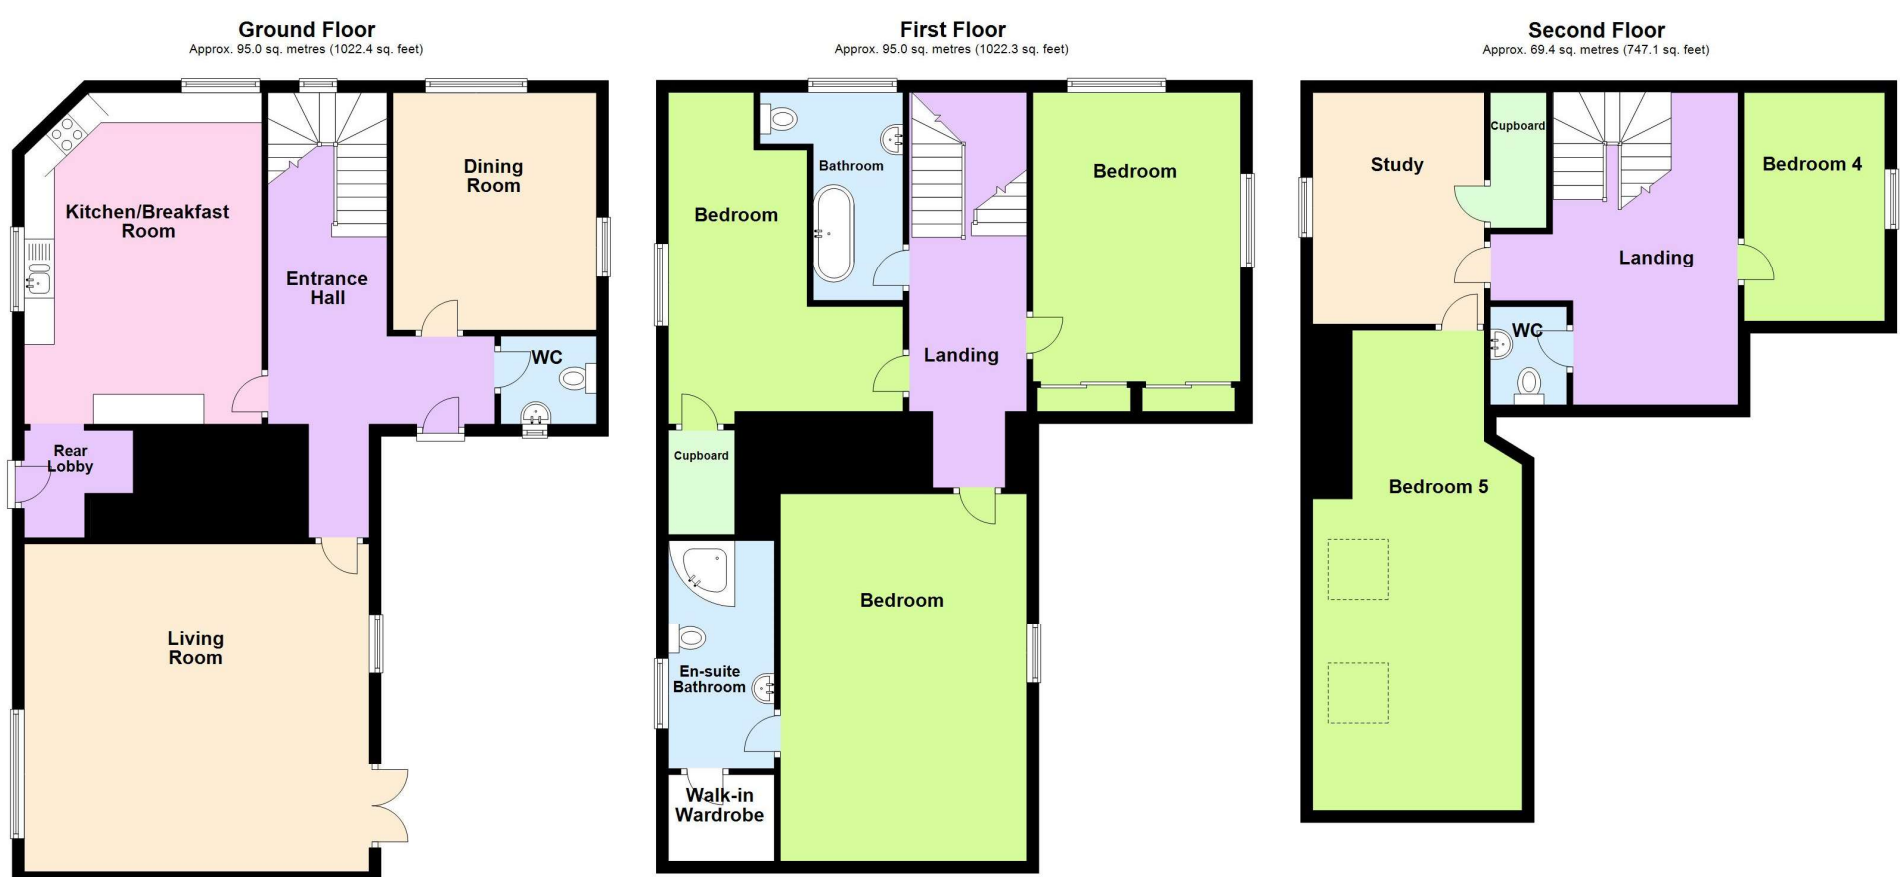 Ground Floor
Approx. 95.0 sq. metres (1022.4 sq. feet)
Kitchen/Breakfast
Room
Dining
Room
Entrance
Hall
WC
Rear
Lobby
Living
Room
First Floor
Approx. 95.0 sq. metres (1022.3 sq. feet)
Bathroom
Bedroom
Bedroom
Landing
Cupboard
Bedroom
En-suite
Bathroom
Walk-in
Wardrobe
Second Floor
Approx. 69.4 sq. metres (747.1 sq. feet)
Cupboard
Study
Bedroom 4
Landing
WC
Bedroom 5